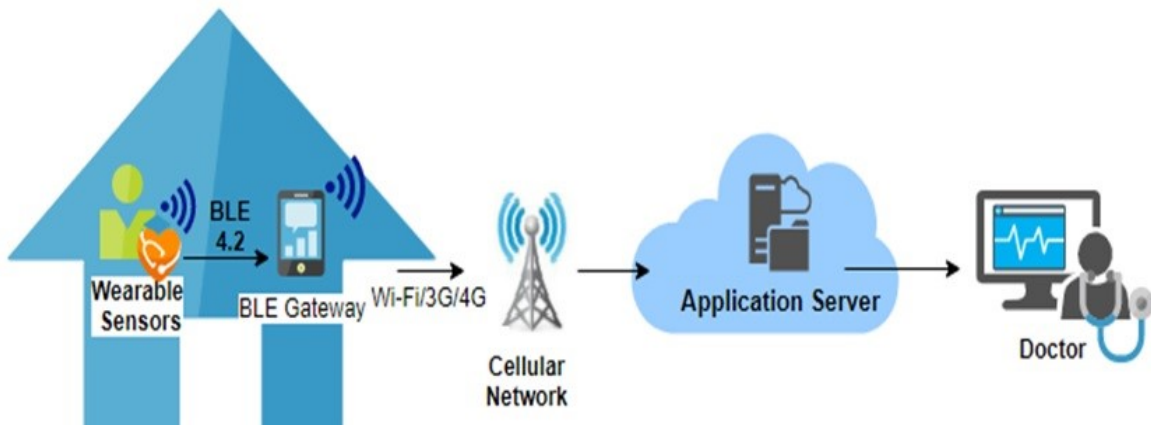 BLE
4.2
Wearable
Sensors
BLE Gateway
Wi-Fi/3G/4G
Cellular
Network
Application Server
Doctor